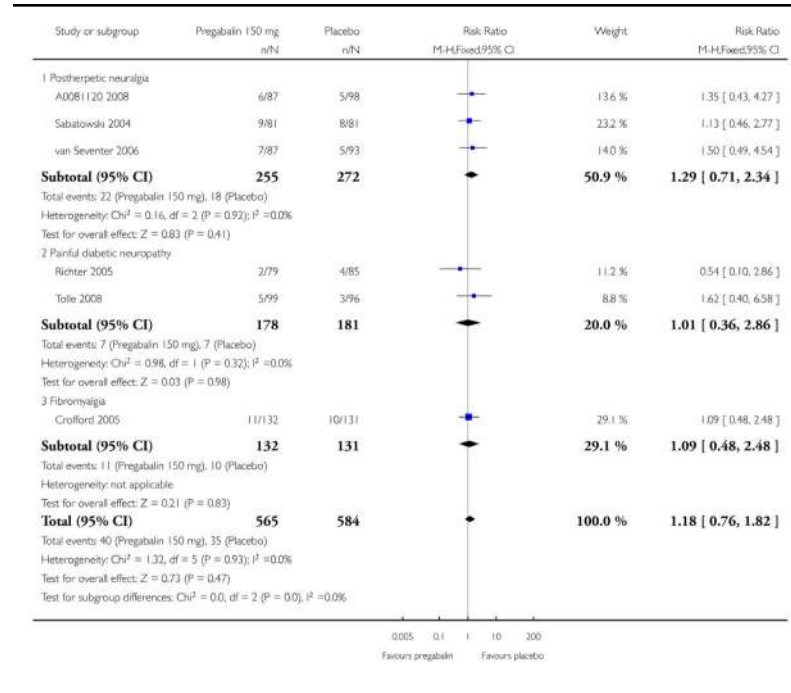 Study or subgroup Pregabalin 150 mg Placebo Risk Ratio Weight Risk Ratio
n/N n/N M-H,Fixed,95% CI M-H,Fixed,95% CI
1 Postherpetic neuralgia
A0081120 2008 6/87 5/98 13.6 % 1.35 [ 0.43, 4.27 ]
Sabatowski 2004 9/81 8/81 23.2 % 1.13 [ 0.46, 2.77 ]
van Seventer 2006 7/87 5/93 14.0 % 1.50 [ 0.49, 4.54 ]
Subtotal (95% CI) 255 272 50.9 % 1.29 [ 0.71, 2.34 ]
Total events: 22 (Pregabalin 150 mg), 18 (Placebo)
Heterogeneity: Chi² = 0.16, df = 2 (P = 0.92); I² =0.0%
Test for overall effect: Z = 0.83 (P = 0.41)
2 Painful diabetic neuropathy
Richter 2005 2/79 4/85 11.2 % 0.54 [ 0.10, 2.86 ]
Tolle 2008 5/99 3/96 8.8 % 1.62 [ 0.40, 6.58 ]
Subtotal (95% CI) 178 181 20.0 % 1.01 [ 0.36, 2.86 ]
Total events: 7 (Pregabalin 150 mg), 7 (Placebo)
Heterogeneity: Chi² = 0.98, df = 1 (P = 0.32); I² =0.0%
Test for overall effect: Z = 0.03 (P = 0.98)
3 Fibromyalgia
Crofford 2005 11/132 10/131 29.1 % 1.09 [ 0.48, 2.48 ]
Subtotal (95% CI) 132 131 29.1 % 1.09 [ 0.48, 2.48 ]
Total events: 11 (Pregabalin 150 mg), 10 (Placebo)
Heterogeneity: not applicable
Test for overall effect: Z = 0.21 (P = 0.83)
Total (95% CI) 565 584 100.0 % 1.18 [ 0.76, 1.82 ]
Total events: 40 (Pregabalin 150 mg), 35 (Placebo)
Heterogeneity: Chi² = 1.32, df = 5 (P = 0.93); I² =0.0%
Test for overall effect: Z = 0.73 (P = 0.47)
Test for subgroup differences: Chi² = 0.0, df = 2 (P = 0.0), I² =0.0%
0.005 0.1 1 10 200
Favours pregabalin Favours placebo